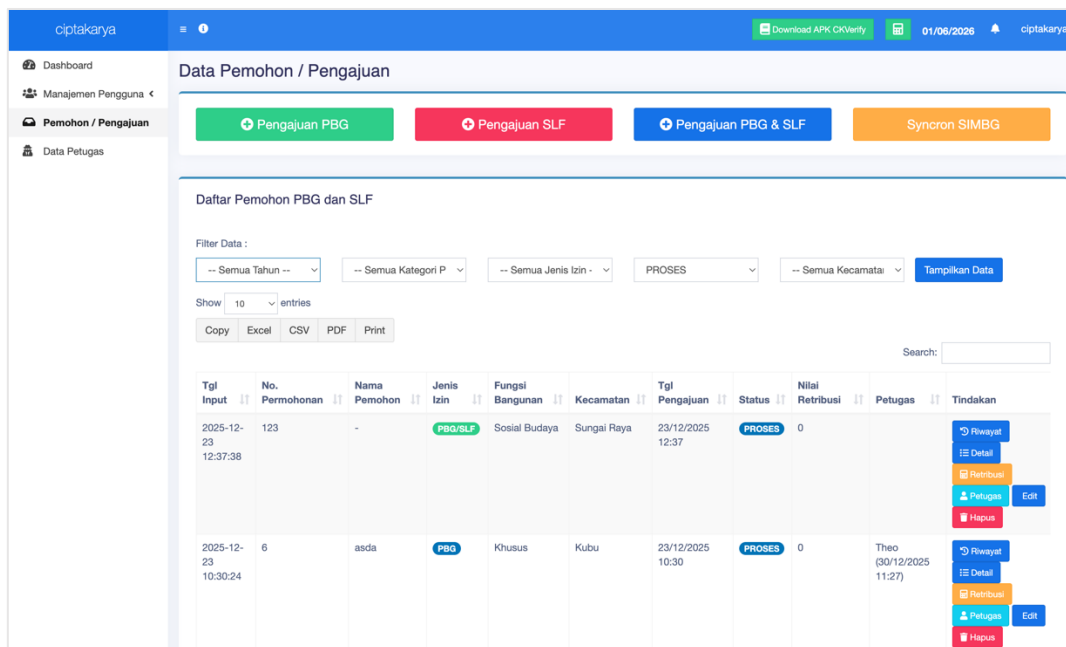 ciptakarya
Download APK CKVerify
01/06/2026
ciptakarya
Dashboard
Manajemen Pengguna
Pemohon / Pengajuan
Data Petugas
Data Pemohon / Pengajuan
Pengajuan PBG
Pengajuan SLF
Pengajuan PBG & SLF
Syncron SIMBG
Daftar Pemohon PBG dan SLF
Filter Data :
-- Semua Tahun --
-- Semua Kategori P
-- Semua Jenis Izin -
PROSES
-- Semua Kecamatan
Tampilkan Data
Show 10 entries
Copy Excel CSV PDF Print
Search:
Tgl Input
No. Permohonan
Nama Pemohon
Jenis Izin
Fungsi Bangunan
Kecamatan
Tgl Pengajuan
Status
Nilai Retribusi
Petugas
Tindakan
2025-12-23 12:37:38
123
-
PBG/SLF
Sosial Budaya
Sungai Raya
23/12/2025 12:37
PROSES
0
Riwayat
Detail
Retribusi
Petugas
Edit
Hapus
2025-12-23 10:30:24
6
asda
PBG
Khusus
Kubu
23/12/2025 10:30
PROSES
0
Theo (30/12/2025 11:27)
Riwayat
Detail
Retribusi
Petugas
Edit
Hapus